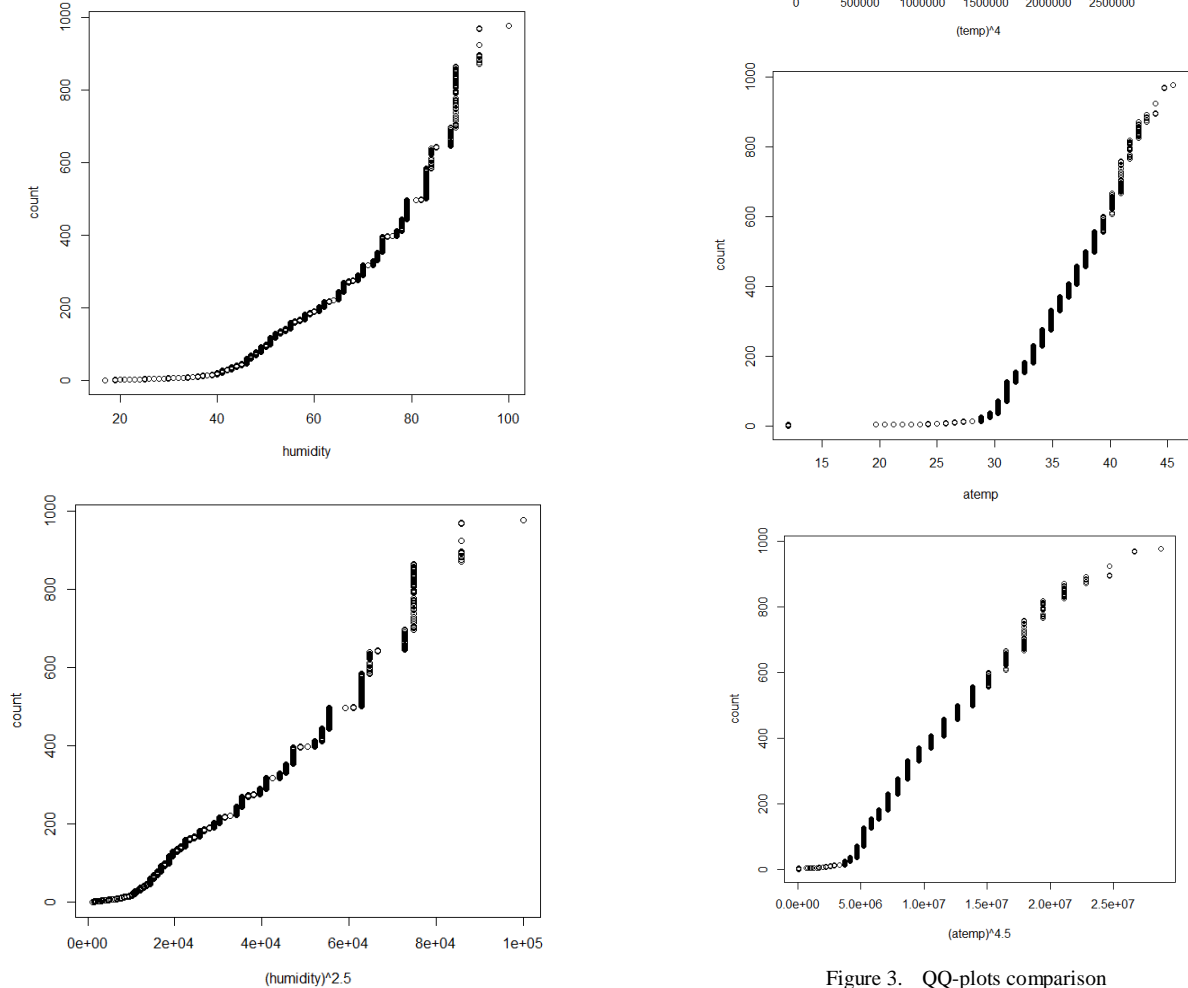 1000
800
600
400
200
0
count
20 40 60 80 100
humidity
1000
800
600
400
200
0
count
0e+00 2e+04 4e+04 6e+04 8e+04 1e+05
(humidity)^2.5
0 500000 1000000 1500000 2000000 2500000
(temp)^4
1000
800
600
400
200
0
count
15 20 25 30 35 40 45
atemp
1000
800
600
400
200
0
count
0.0e+00 5.0e+06 1.0e+07 1.5e+07 2.0e+07 2.5e+07
(atemp)^4.5
Figure 3. QQ-plots comparison